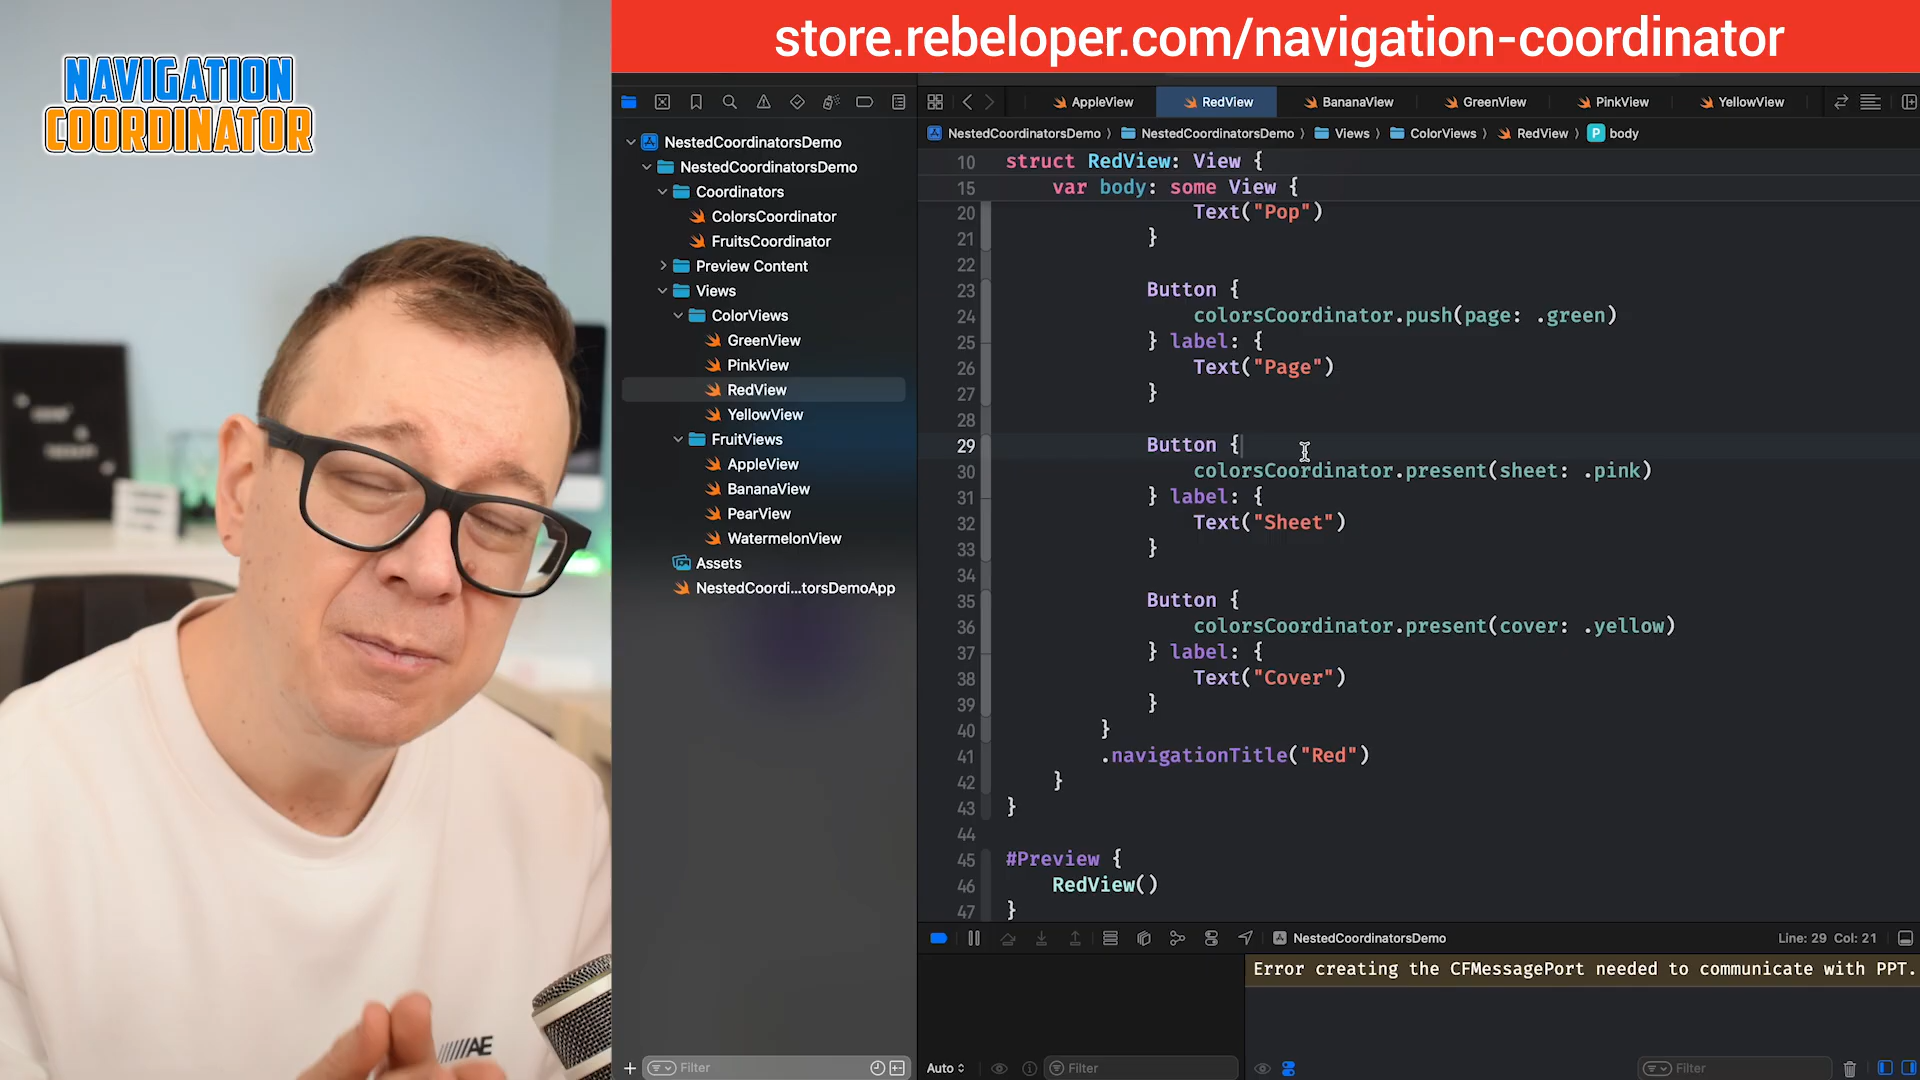 store.rebeloper.com/navigation-coordinator
NAVIGATION
COORDINATOR
AppleView
RedView
BananaView
GreenView
PinkView
YellowView
NestedCoordinatorsDemo
NestedCoordinatorsDemo
Views
ColorViews
RedView
P
body
NestedCoordinatorsDemo
NestedCoordinatorsDemo
Coordinators
ColorsCoordinator
FruitsCoordinator
Preview Content
Views
ColorViews
GreenView
PinkView
RedView
YellowView
FruitViews
AppleView
BananaView
PearView
WatermelonView
Assets
NestedCoordi...torsDemoApp
10 struct RedView: View {
15 var body: some View {
20 Text("Pop")
21 }
22
23 Button {
24 colorsCoordinator.push(page: .green)
25 } label: {
26 Text("Page")
27 }
28
29 Button {
30 colorsCoordinator.present(sheet: .pink)
31 } label: {
32 Text("Sheet")
33 }
34
35 Button {
36 colorsCoordinator.present(cover: .yellow)
37 } label: {
38 Text("Cover")
39 }
40 }
41 .navigationTitle("Red")
42 }
43 }
44
45 #Preview {
46 RedView()
47 }
NestedCoordinatorsDemo
Line: 29 Col: 21
Error creating the CFMessagePort needed to communicate with PPT.
Filter
Auto
Filter
Filter
/////AE